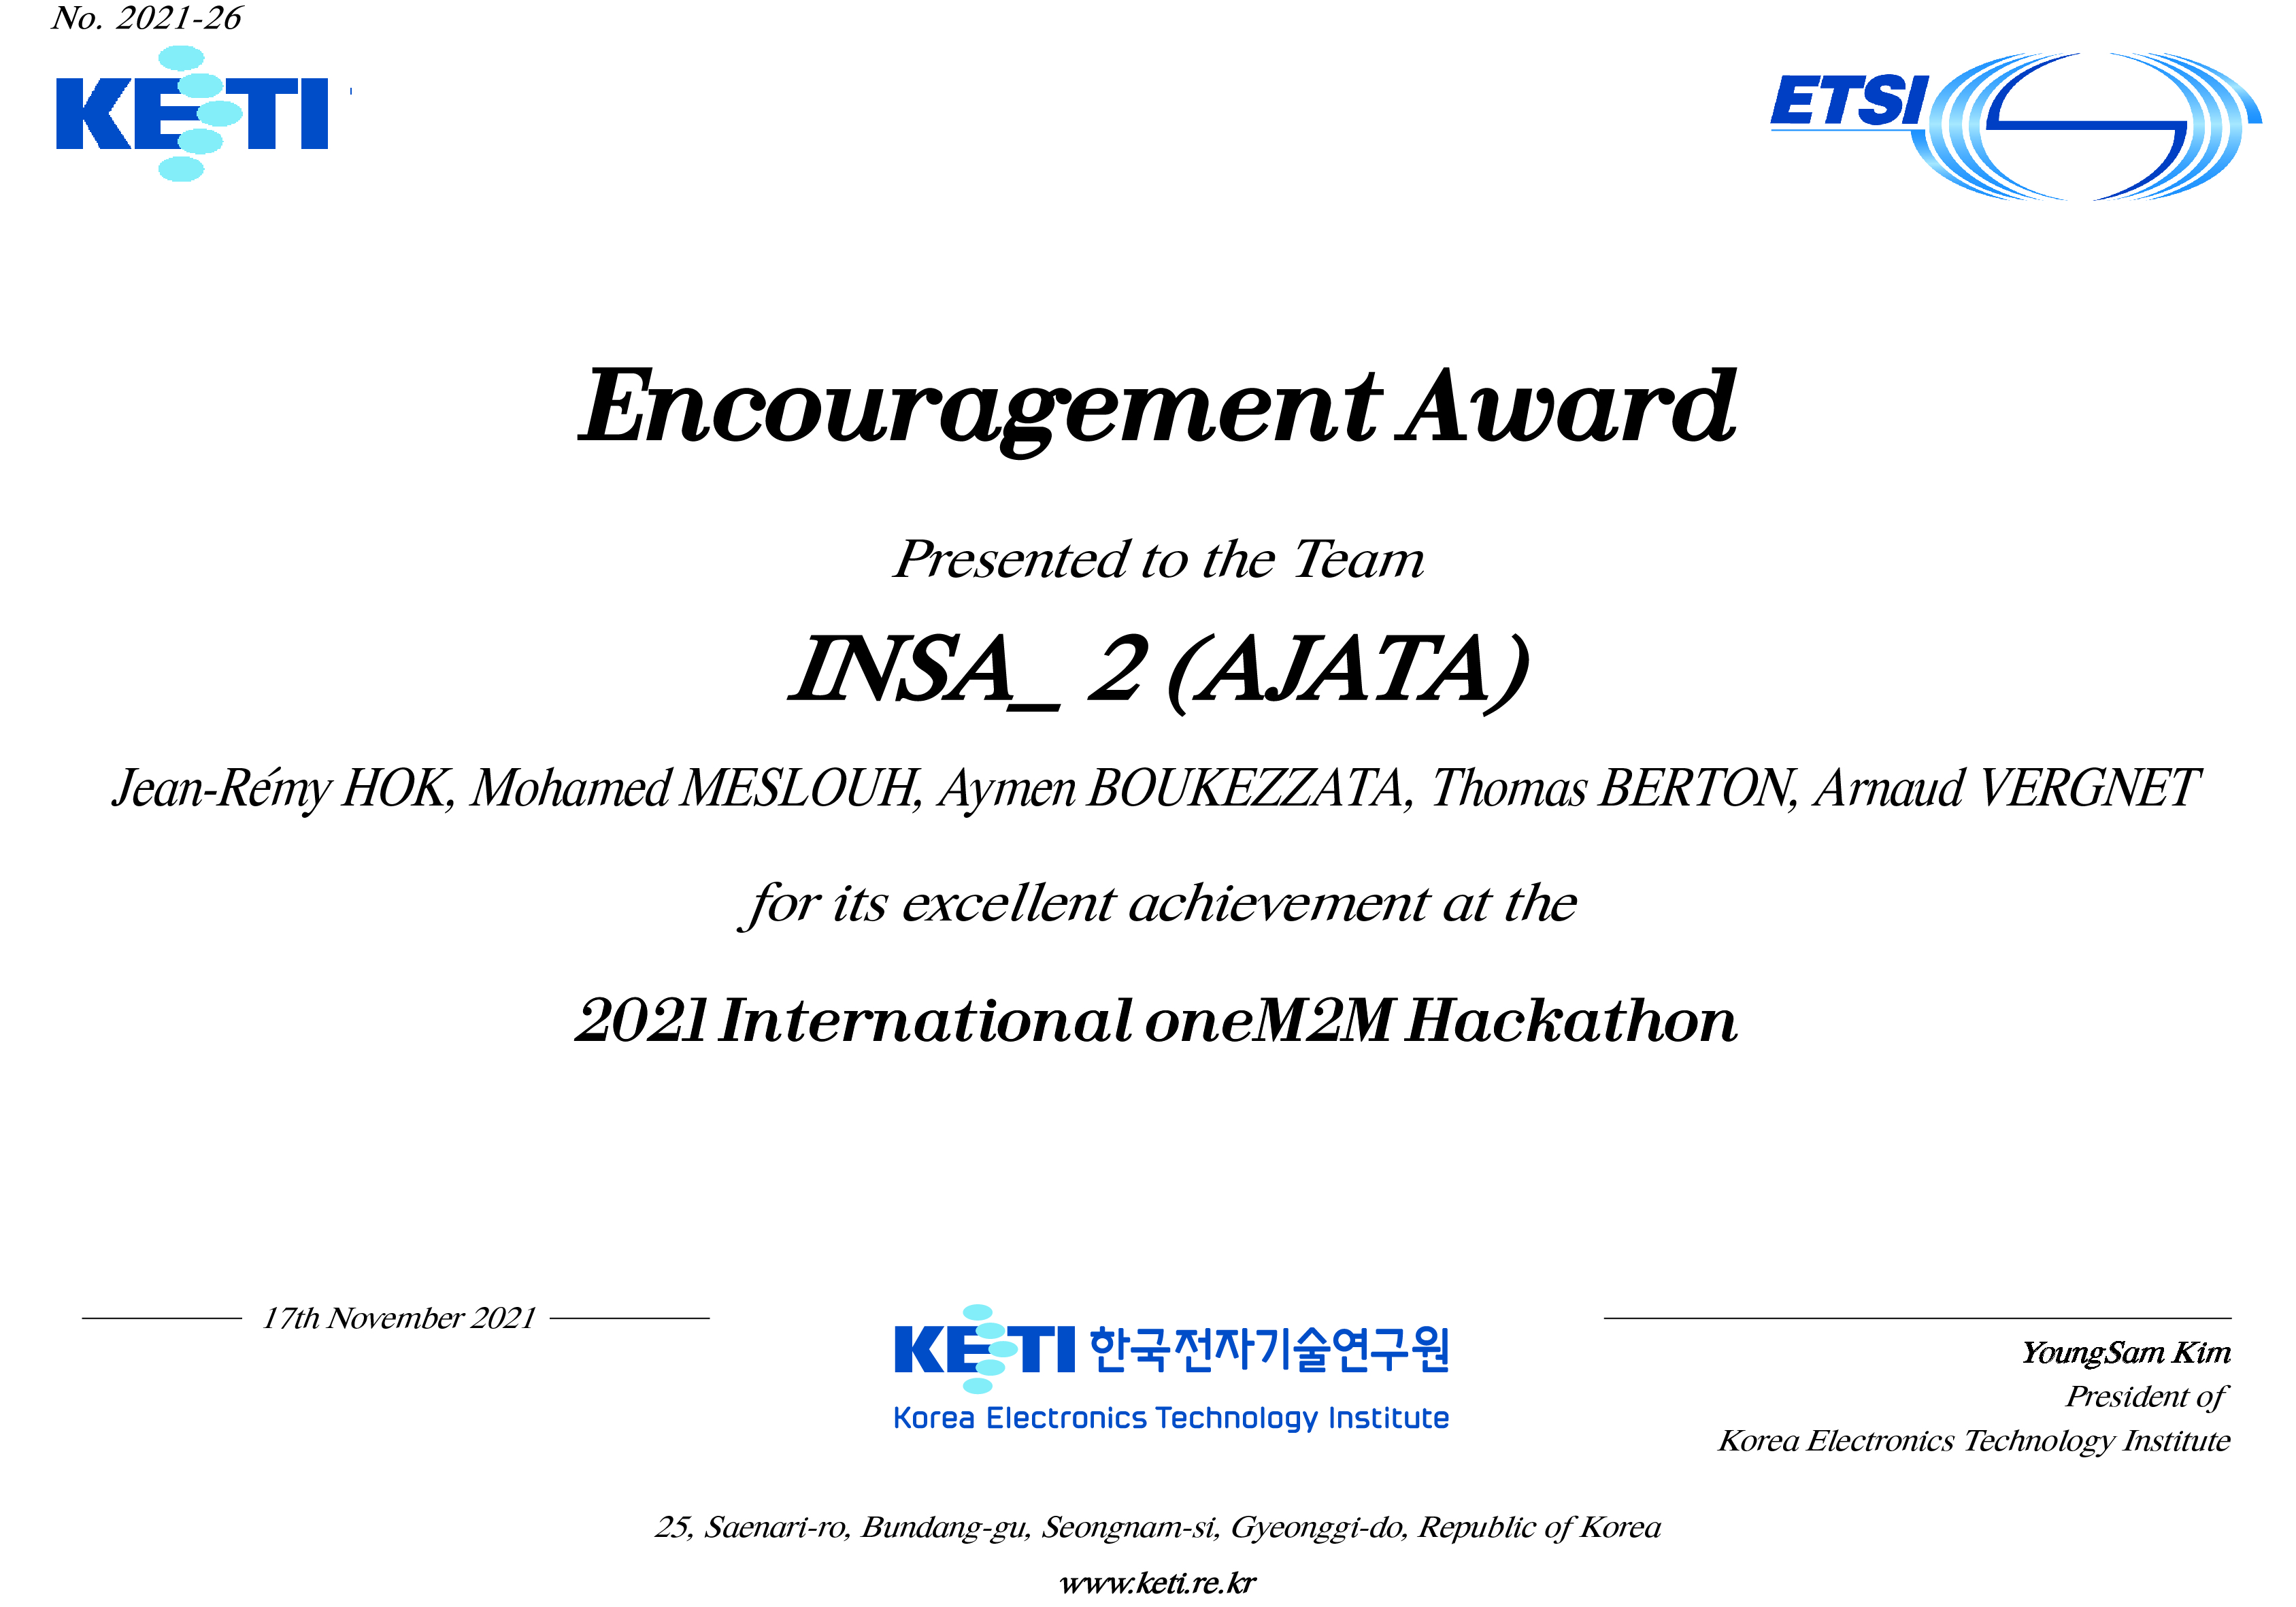 No. 2021-26
KETI
ETSI
Encouragement Award
Presented to the Team
INSA_ 2 (AJATA)
Jean-Rémy HOK, Mohamed MESLOUH, Aymen BOUKEZZATA, Thomas BERTON, Arnaud VERGNET
for its excellent achievement at the
2021 International oneM2M Hackathon
17th November 2021
KETI 한국전자기술연구원
Korea Electronics Technology Institute
YoungSam Kim
President of
Korea Electronics Technology Institute
25, Saenari-ro, Bundang-gu, Seongnam-si, Gyeonggi-do, Republic of Korea
www.keti.re.kr